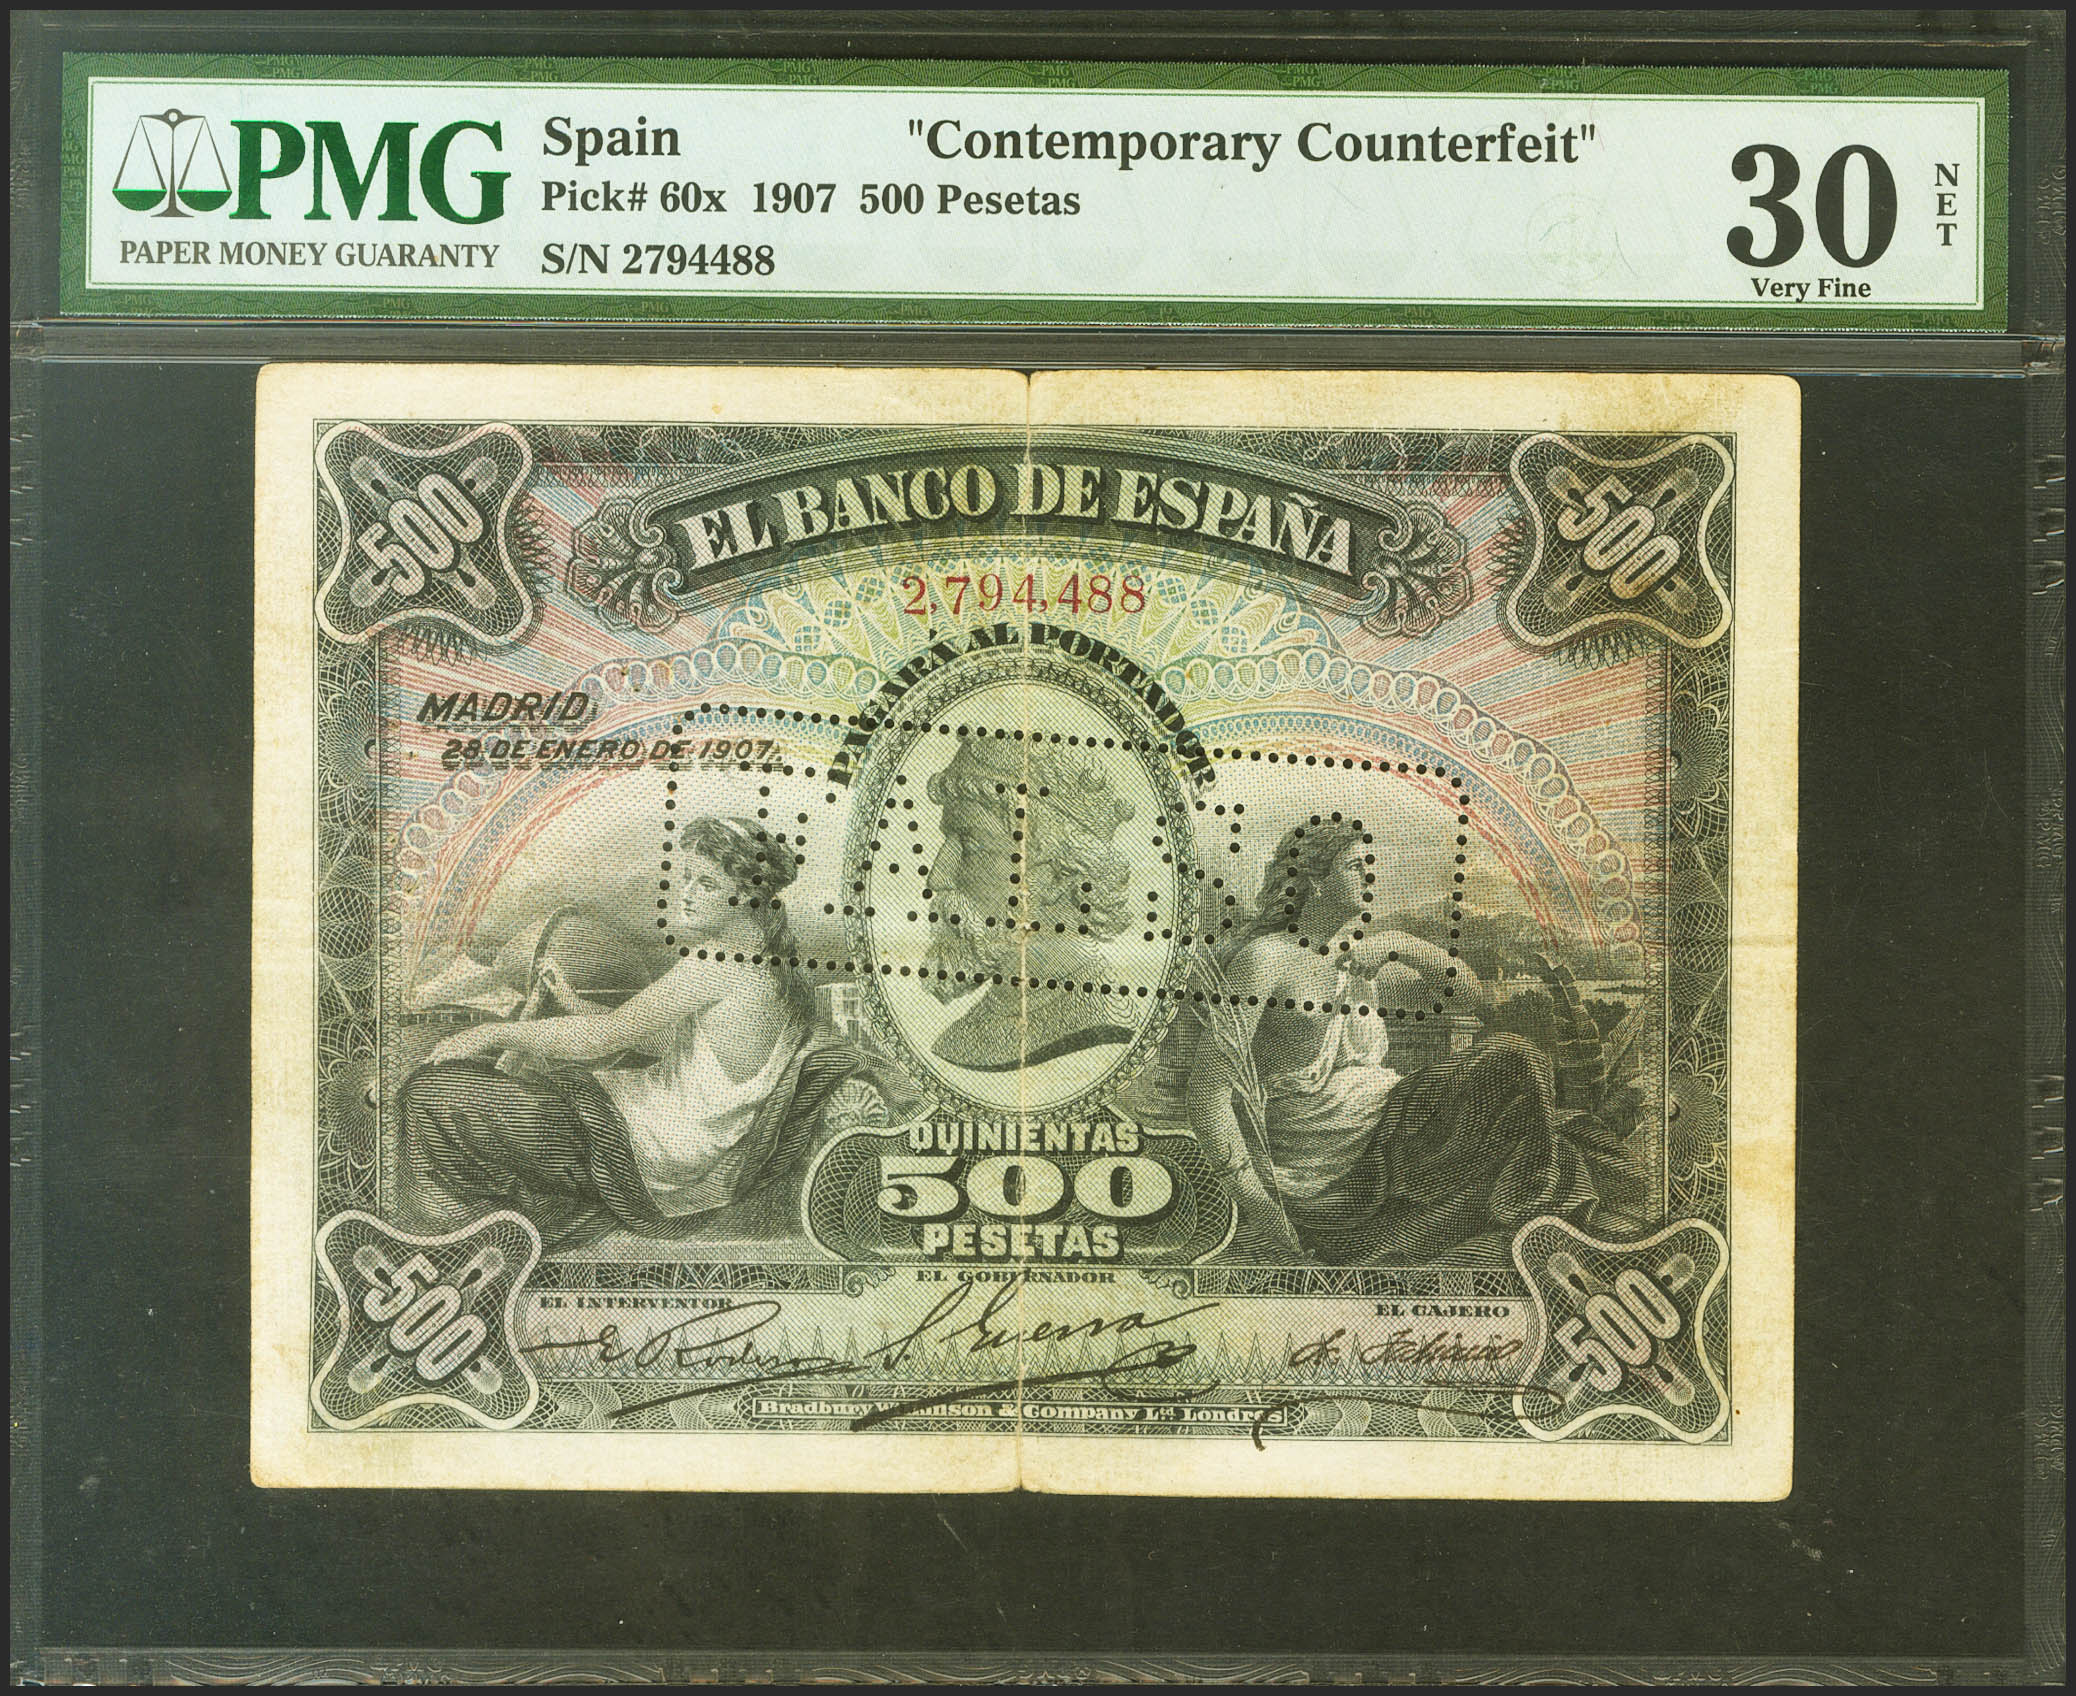 PMG
PAPER MONEY GUARANTY
Spain "Contemporary Counterfeit"
Pick# 60x 1907 500 Pesetas
S/N 2794488
30
Very Fine
NET
500
500
EL BANCO DE ESPAÑA
2,794,488
PAGARÁ AL PORTADOR
MADRID,
28 DE ENERO DE 1907.
FALSO
QUINIENTAS
500
PESETAS
500
500
EL GOBERNADOR
EL INTERVENTOR
EL CAJERO
Bradbury Wilkinson & Company Ld. Londres